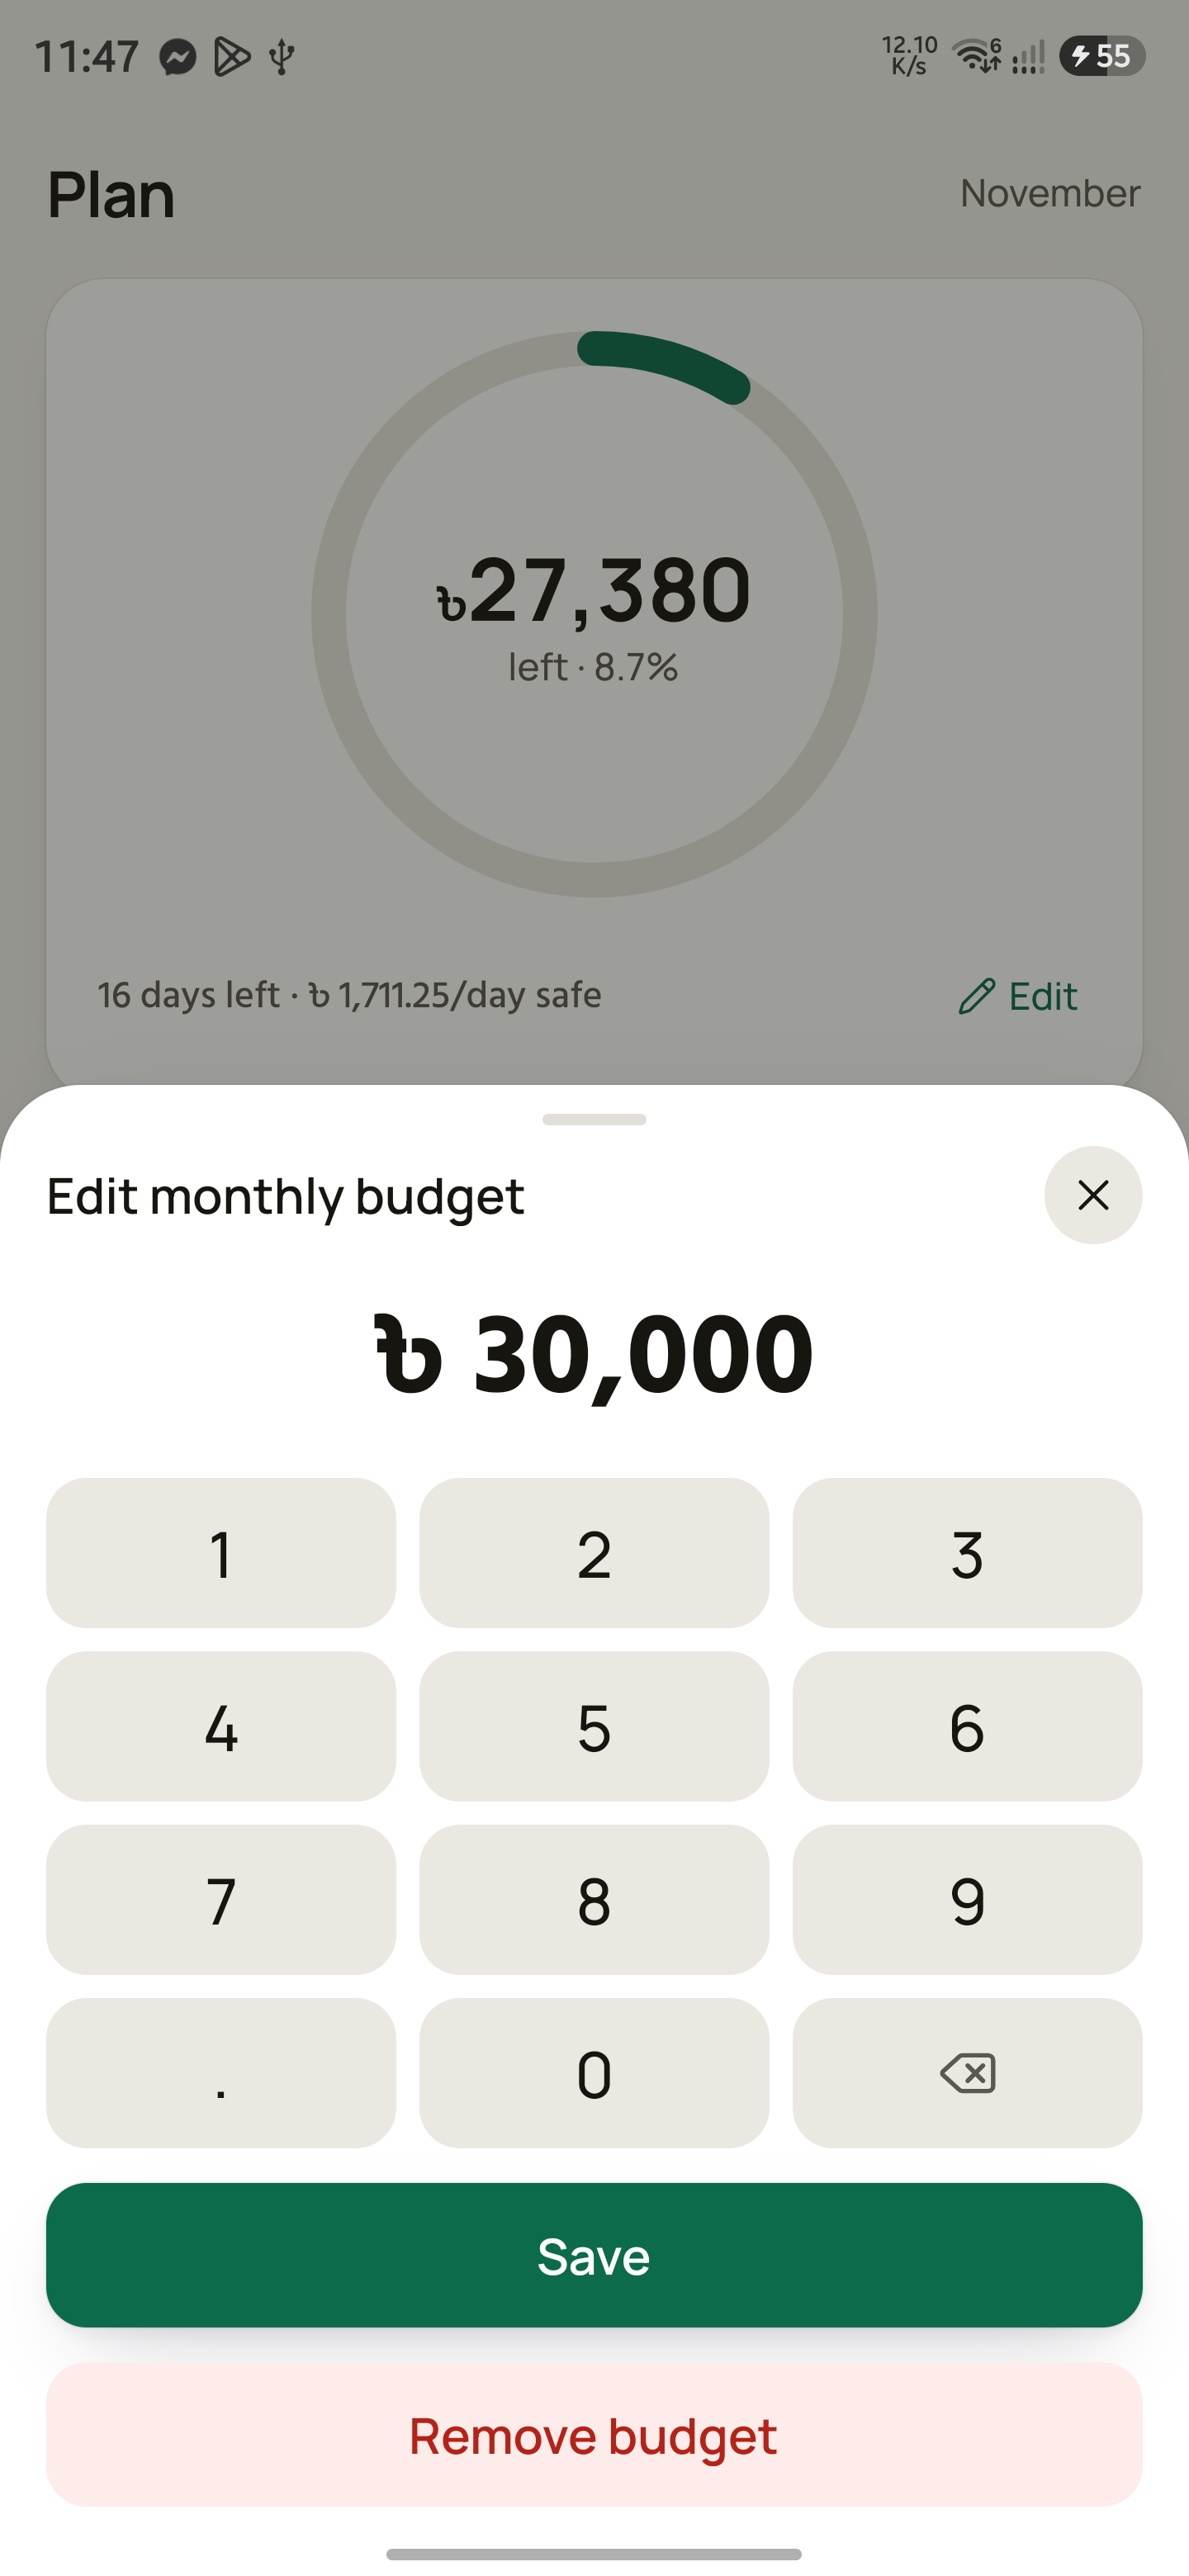 11:47
12.10
K/s
6
55
Plan
November
৳27,380
left · 8.7%
16 days left · ৳ 1,711.25/day safe
Edit
Edit monthly budget
৳ 30,000
1 2 3
4 5 6
7 8 9
. 0
Save
Remove budget